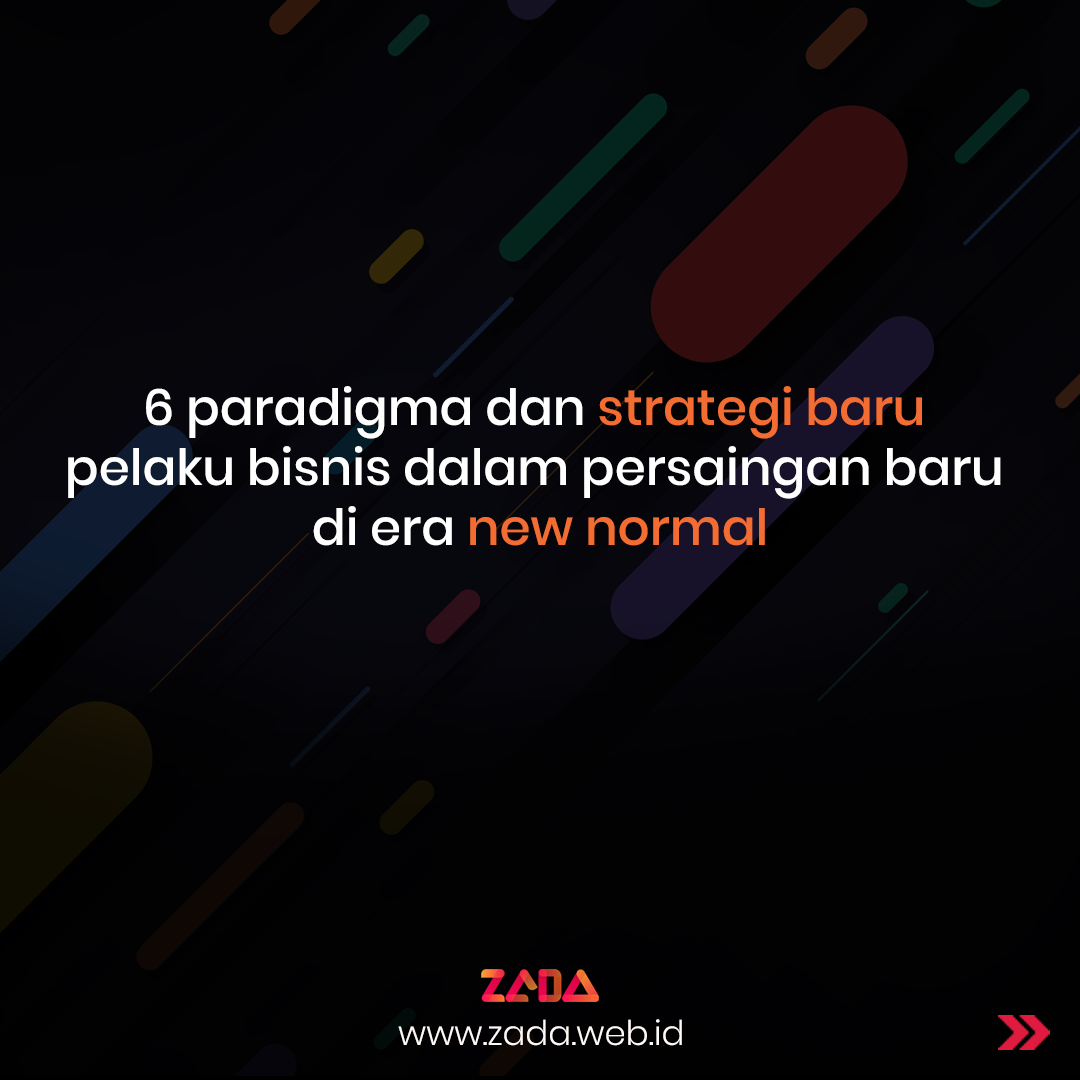 6 paradigma dan strategi baru
pelaku bisnis dalam persaingan baru
di era new normal
ZADA
www.zada.web.id